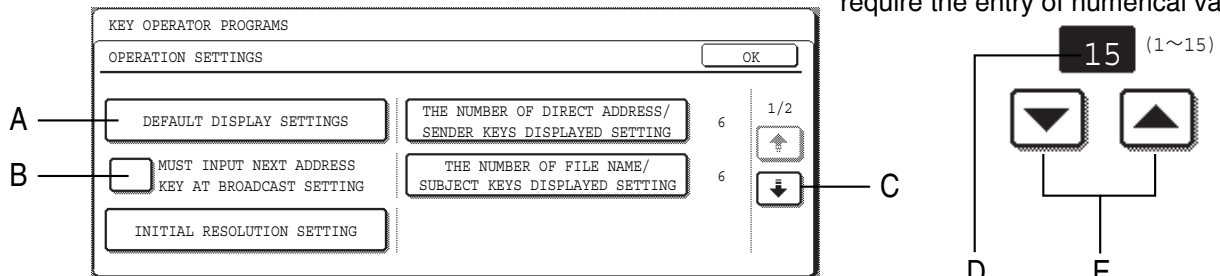 require the entry of numerical va
KEY OPERATOR PROGRAMS
OPERATION SETTINGS
OK
A
DEFAULT DISPLAY SETTINGS
THE NUMBER OF DIRECT ADDRESS/
SENDER KEYS DISPLAYED SETTING
6
1/2
B
MUST INPUT NEXT ADDRESS
KEY AT BROADCAST SETTING
THE NUMBER OF FILE NAME/
SUBJECT KEYS DISPLAYED SETTING
6
C
INITIAL RESOLUTION SETTING
15
(1~15)
D
E